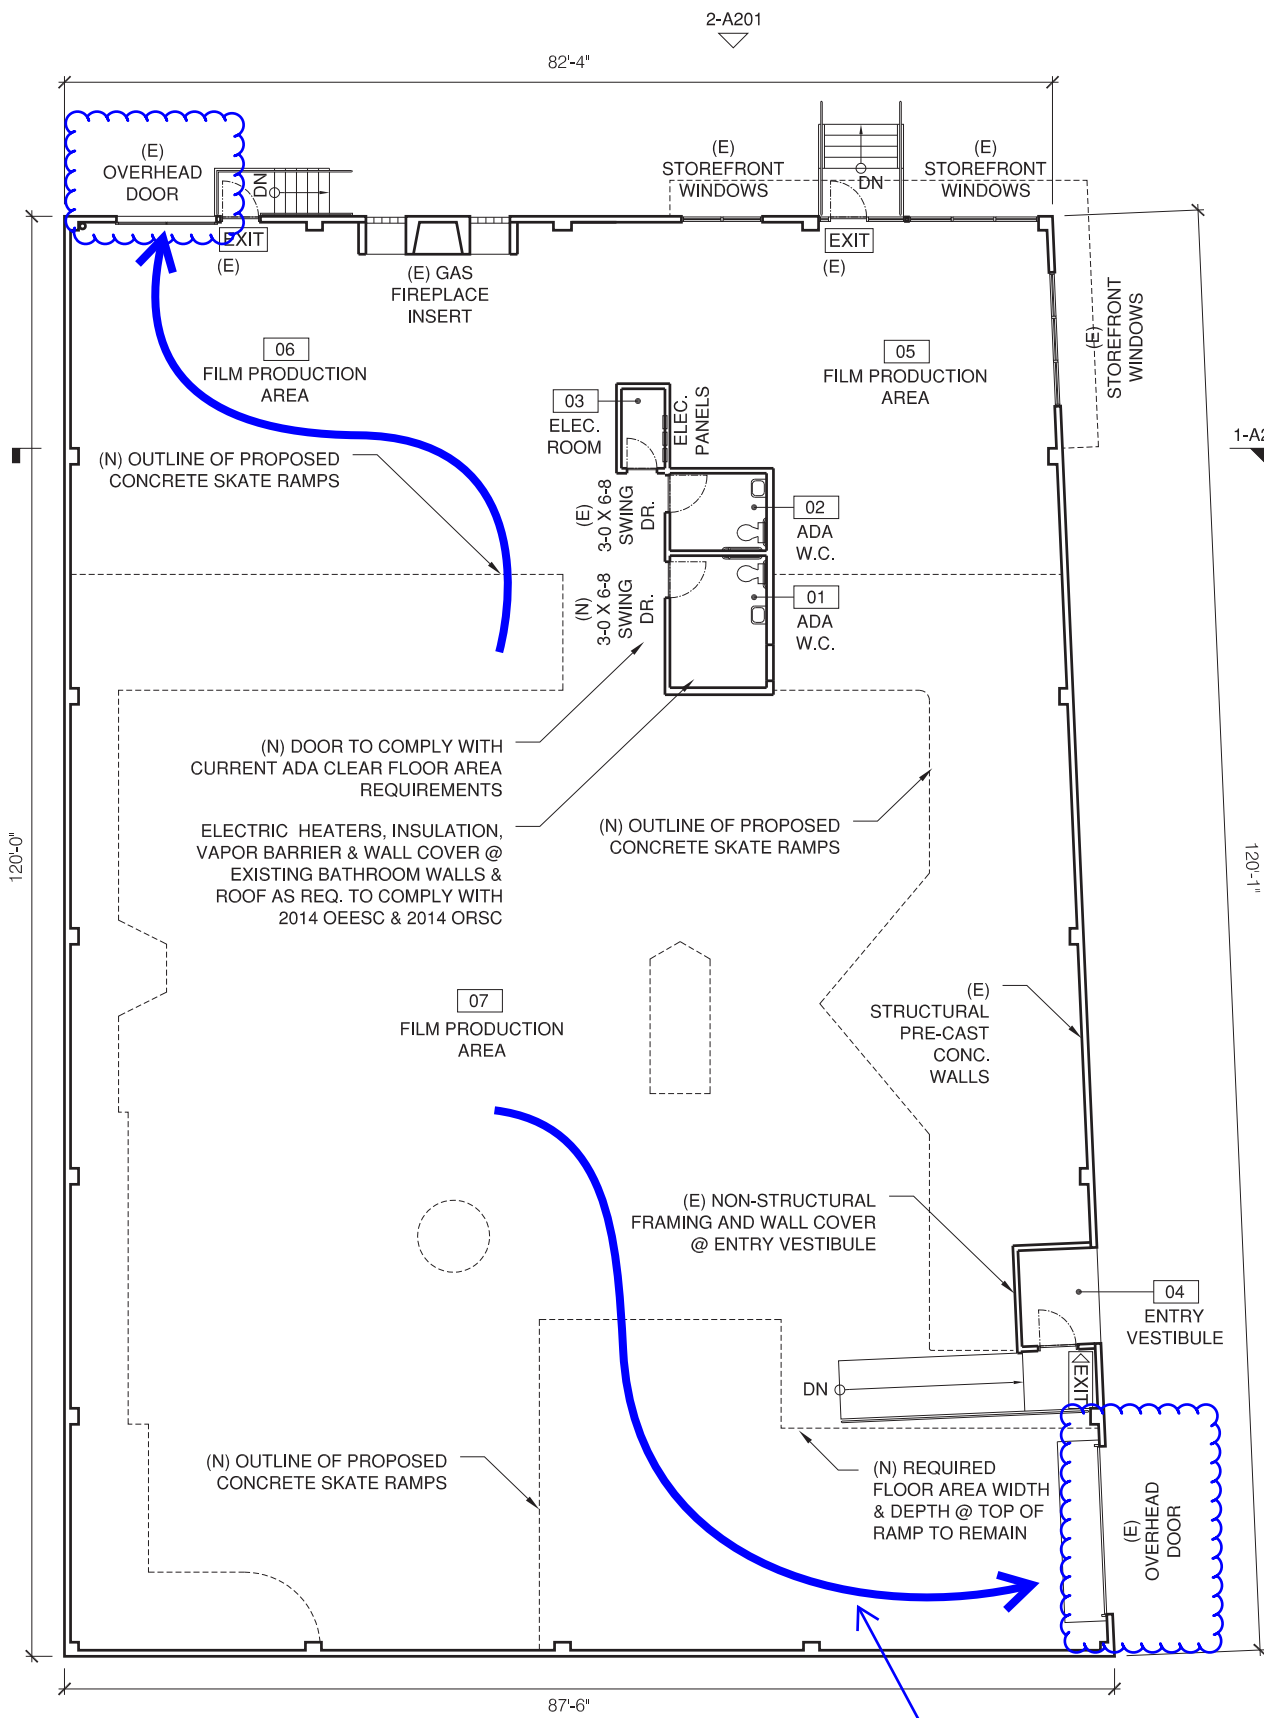 2-A201
82'-4"
(E)
OVERHEAD
DOOR
DN
EXIT
(E)
(E) GAS
FIREPLACE
INSERT
(E)
STOREFRONT
WINDOWS
DN
EXIT
(E)
(E)
STOREFRONT
WINDOWS
(E)
STOREFRONT
WINDOWS
06
FILM PRODUCTION
AREA
05
FILM PRODUCTION
AREA
03
ELEC.
ROOM
ELEC.
PANELS
1-A2
(N) OUTLINE OF PROPOSED
CONCRETE SKATE RAMPS
(E)
3-0 X 6-8
SWING
DR.
02
ADA
W.C.
(N)
3-0 X 6-8
SWING
DR.
01
ADA
W.C.
(N) DOOR TO COMPLY WITH
CURRENT ADA CLEAR FLOOR AREA
REQUIREMENTS
ELECTRIC HEATERS, INSULATION,
VAPOR BARRIER & WALL COVER @
EXISTING BATHROOM WALLS &
ROOF AS REQ. TO COMPLY WITH
2014 OEESC & 2014 ORSC
(N) OUTLINE OF PROPOSED
CONCRETE SKATE RAMPS
120'-0"
120'-1"
07
FILM PRODUCTION
AREA
(E)
STRUCTURAL
PRE-CAST
CONC.
WALLS
(E) NON-STRUCTURAL
FRAMING AND WALL COVER
@ ENTRY VESTIBULE
04
ENTRY
VESTIBULE
DN
EXIT
(N) OUTLINE OF PROPOSED
CONCRETE SKATE RAMPS
(N) REQUIRED
FLOOR AREA WIDTH
& DEPTH @ TOP OF
RAMP TO REMAIN
(E)
OVERHEAD
DOOR
87'-6"